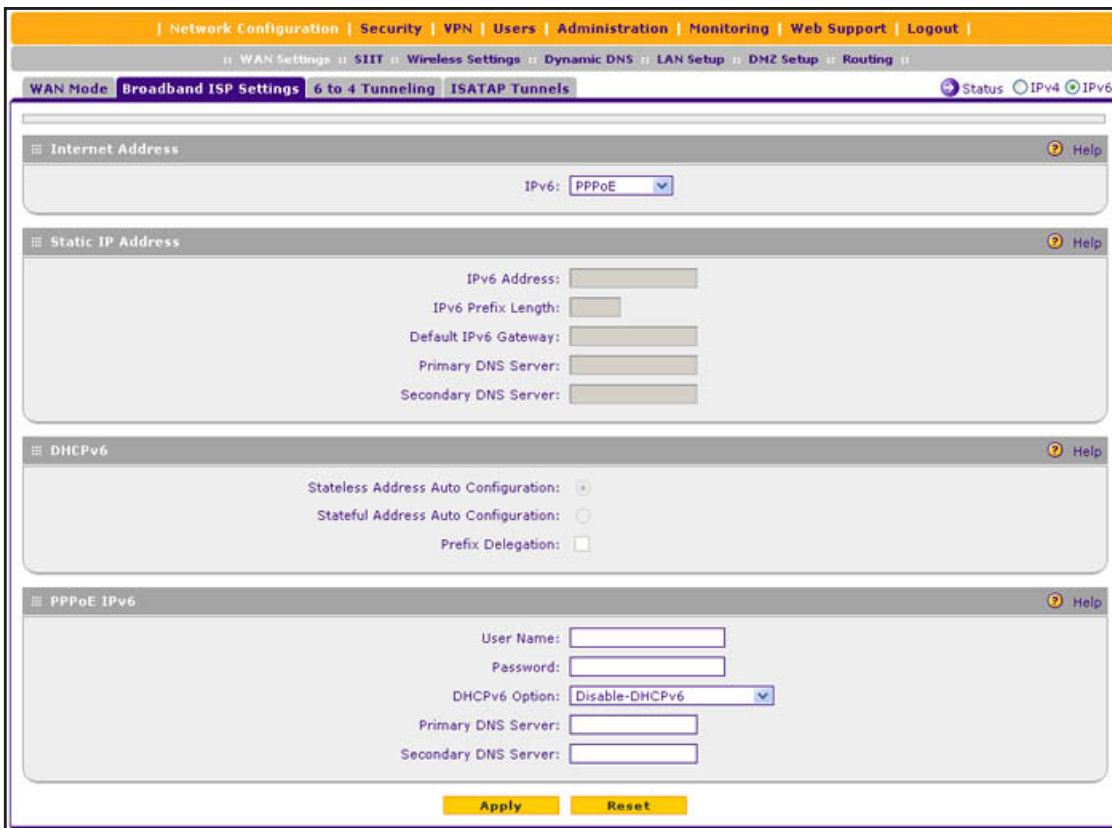 | Network Configuration | Security | VPN | Users | Administration | Monitoring | Web Support | Logout |
:: WAN Settings :: SIIT :: Wireless Settings :: Dynamic DNS :: LAN Setup :: DMZ Setup :: Routing ::
WAN Mode Broadband ISP Settings 6 to 4 Tunneling ISATAP Tunnels Status IPv4 IPv6
Internet Address ? Help
IPv6: PPPoE
Static IP Address ? Help
IPv6 Address:
IPv6 Prefix Length:
Default IPv6 Gateway:
Primary DNS Server:
Secondary DNS Server:
DHCPv6 ? Help
Stateless Address Auto Configuration:
Stateful Address Auto Configuration:
Prefix Delegation:
PPPoE IPv6 ? Help
User Name:
Password:
DHCPv6 Option: Disable-DHCPv6
Primary DNS Server:
Secondary DNS Server:
Apply Reset